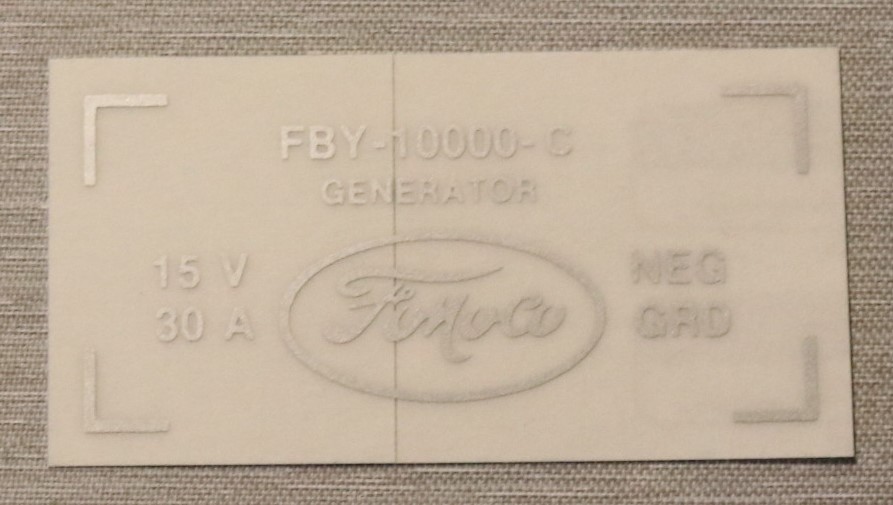 FBY-10000-C
GENERATOR
15 V
30 A
FoMoCo
NEG
GRD